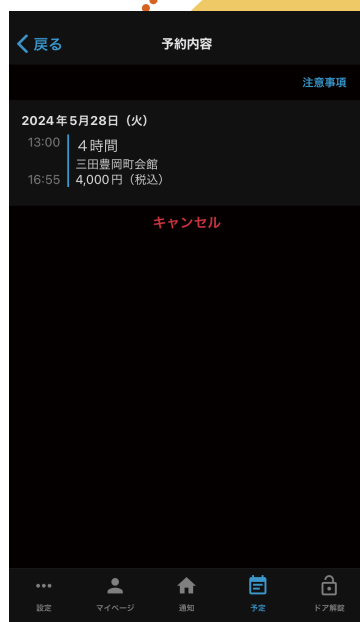 戻る
予約内容
注意事項
2024年5月28日（火）
13:00
４時間
三田豊岡町会館
16:55
4,000円（税込）
キャンセル
設定
マイページ
通知
予定
ドア解錠